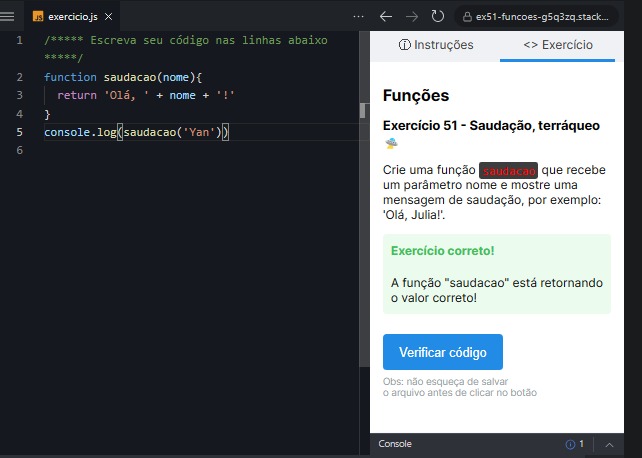 JS exercicio.js
ex51-funcoes-g5q3zq.stack...
1 /***** Escreva seu código nas linhas abaixo
*****/
2 function saudacao(nome){
3 return 'Olá, ' + nome + '!'
4 }
5 console.log(saudacao('Yan'))
6
Instruções
<> Exercício
Funções
Exercício 51 - Saudação, terráqueo
🛸
Crie uma função saudacao que recebe
um parâmetro nome e mostre uma
mensagem de saudação, por exemplo:
'Olá, Julia!'.
Exercício correto!
A função "saudacao" está retornando
o valor correto!
Verificar código
Obs: não esqueça de salvar
o arquivo antes de clicar no botão
Console
1